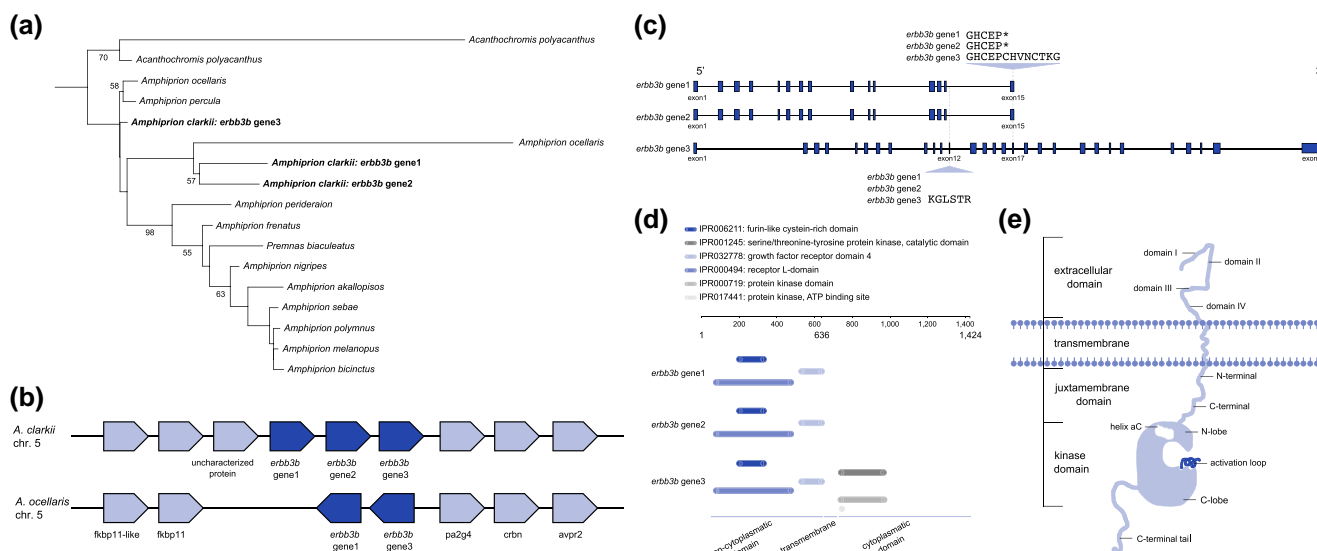 (a)
Acanthochromis polyacanthus
70
Acanthochromis polyacanthus
58
Amphiprion ocellaris
Amphiprion percula
Amphiprion clarkii: erbb3b gene3
Amphiprion ocellaris
Amphiprion clarkii: erbb3b gene1
57
Amphiprion clarkii: erbb3b gene2
Amphiprion perideraion
98
Amphiprion frenatus
55
Premnas biaculeatus
Amphiprion nigripes
63
Amphiprion akallopisos
Amphiprion sebae
Amphiprion polymnus
Amphiprion melanopus
Amphiprion bicinctus
(b)
A. clarkii
chr. 5
uncharacterized
protein
erbb3b
gene1
erbb3b
gene2
erbb3b
gene3
A. ocellaris
chr. 5
fkbp11-like
fkbp11
erbb3b
gene1
erbb3b
gene3
pa2g4
crbn
avpr2
(c)
erbb3b gene1 GHCEP*
erbb3b gene2 GHCEP*
erbb3b gene3 GHCEPCHVNCTKG
5'
erbb3b gene1
exon1
exon15
erbb3b gene2
exon1
exon15
erbb3b gene3
exon1
exon12
exon17
erbb3b gene1
erbb3b gene2
erbb3b gene3 KGLSTR
(d)
IPR006211: furin-like cystein-rich domain
IPR001245: serine/threonine-tyrosine protein kinase, catalytic domain
IPR032778: growth factor receptor domain 4
IPR000494: receptor L-domain
IPR000719: protein kinase domain
IPR017441: protein kinase, ATP binding site
200 400 600 800 1,000 1,200 1,400
1 636 1,424
erbb3b gene1
erbb3b gene2
erbb3b gene3
transmembrane
cytoplasmatic
(e)
extracellular
domain
transmembrane
juxtamembrane
domain
kinase
domain
domain I
domain II
domain III
domain IV
N-terminal
C-terminal
helix aC
N-lobe
activation loop
C-lobe
C-terminal tail